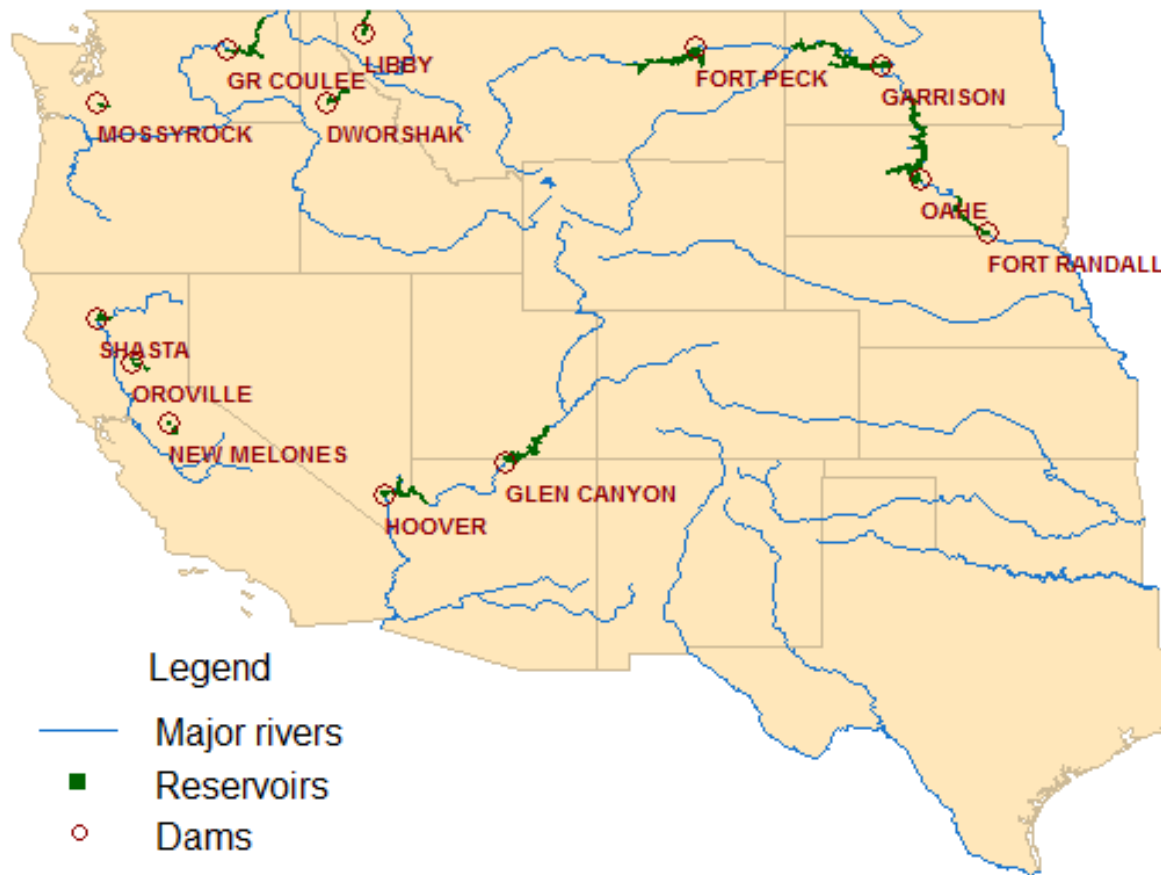 LIBBY
GR COULEE
FORT PECK
GARRISON
MOSSYROCK
DWORSHAK
OAHE
FORT RANDALL
SHASTA
OROVILLE
NEW MELONES
GLEN CANYON
HOOVER
Legend
Major rivers
Reservoirs
Dams